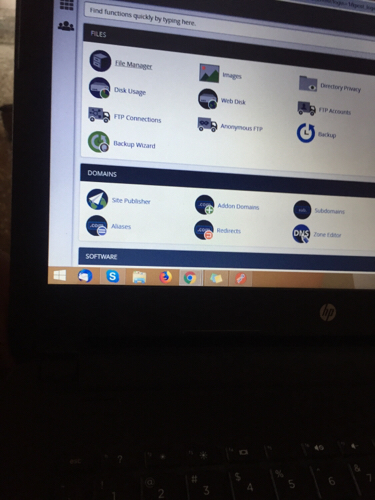 Find functions quickly by typing here.
FILES
File Manager
Images
Directory Privacy
Disk Usage
Web Disk
FTP Accounts
FTP Connections
Anonymous FTP
Backup
Backup Wizard
DOMAINS
Site Publisher
Addon Domains
Subdomains
Aliases
Redirects
DNS
Zone Editor
SOFTWARE
hp